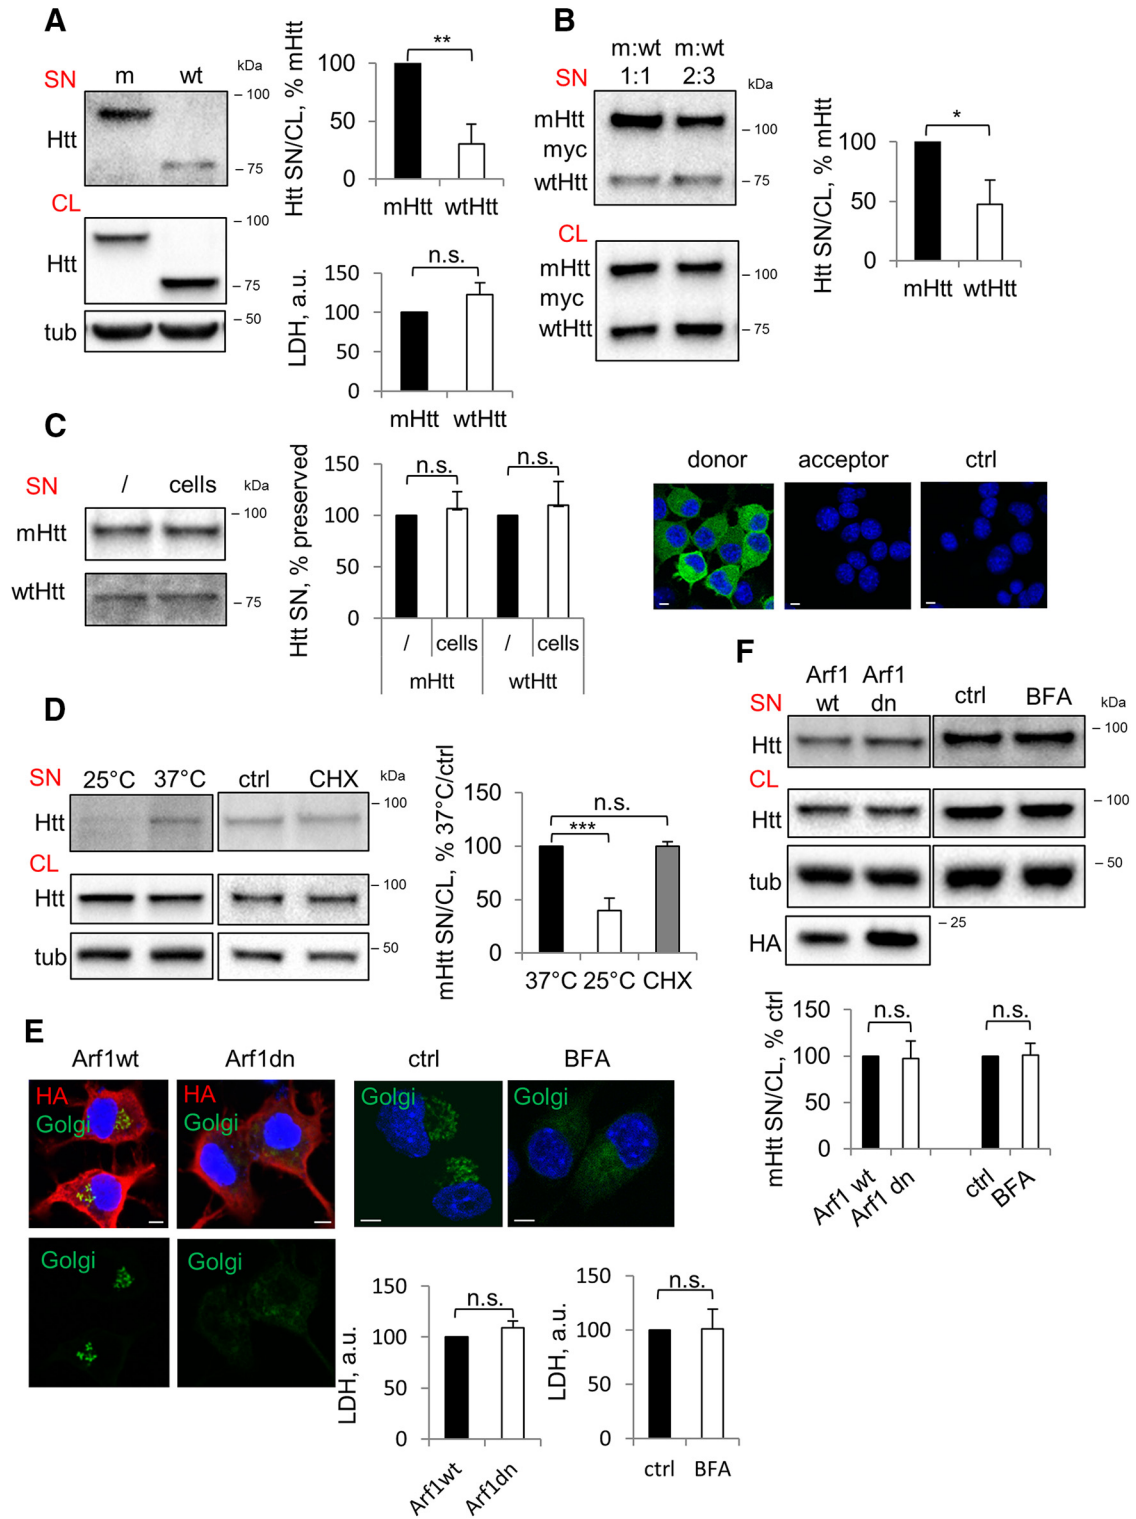 A
SN
m
wt
kDa
Htt
– 100
– 75
CL
Htt
– 100
– 75
tub
– 50
Htt SN/CL, % mHtt
100
50
0
**
mHtt wtHtt
LDH, a.u.
150
100
50
0
n.s.
mHtt wtHtt
B
m:wt m:wt
SN 1:1 2:3
kDa
mHtt
myc
wtHtt
– 100
– 75
CL
mHtt
myc
wtHtt
– 100
– 75
Htt SN/CL, % mHtt
100
50
0
*
mHtt wtHtt
C
SN / cells
kDa
mHtt
– 100
wtHtt
– 75
Htt SN, % preserved
150
100
50
0
n.s. n.s.
/ cells / cells
mHtt wtHtt
donor acceptor ctrl
D
SN 25°C 37°C ctrl CHX
kDa
Htt
– 100
CL
Htt
– 100
tub
– 50
mHtt SN/CL, % 37°C/ctrl
150
100
50
0
n.s.
***
37°C 25°C CHX
E
Arf1wt Arf1dn ctrl BFA
HA
Golgi
HA
Golgi
Golgi
Golgi
Golgi
Golgi
LDH, a.u.
150
100
50
0
n.s.
Arf1wt Arf1dn
LDH, a.u.
150
100
50
0
n.s.
ctrl BFA
F
Arf1 Arf1
SN wt dn ctrl BFA
kDa
Htt
– 100
CL
Htt
– 100
tub
– 50
HA
– 25
mHtt SN/CL, % ctrl
150
100
50
0
n.s. n.s.
Arf1 wt Arf1 dn ctrl BFA